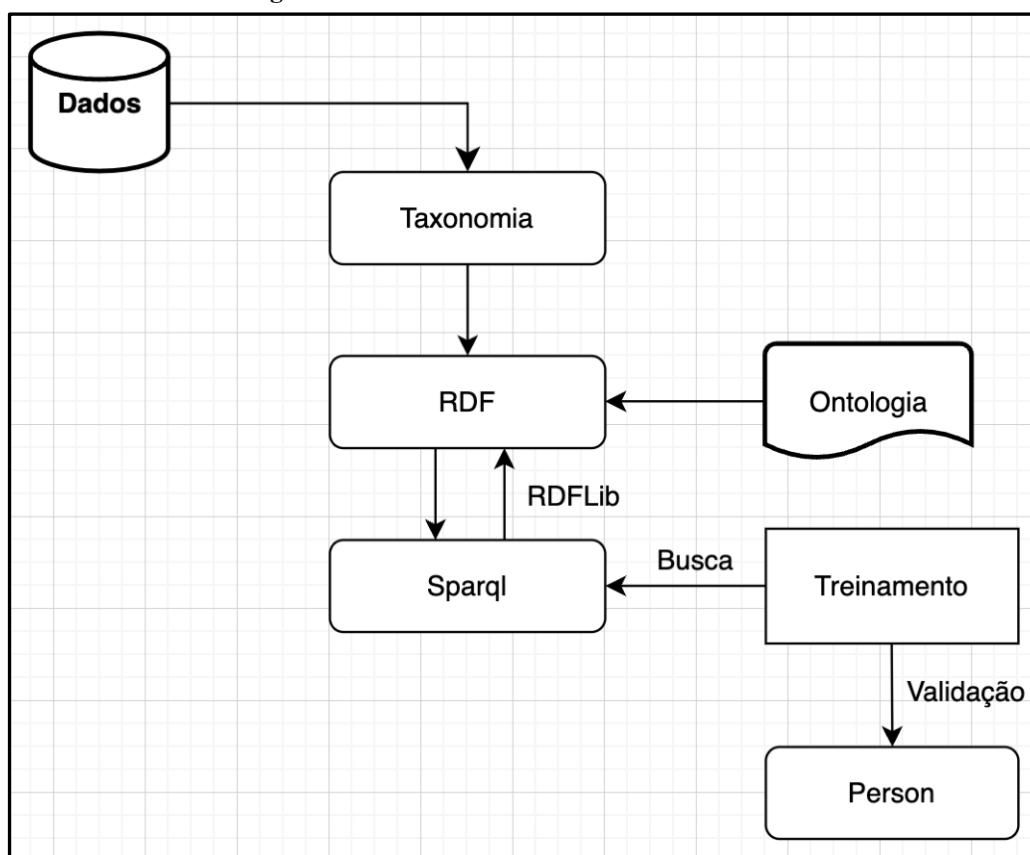 Dados
Taxonomia
RDF
Ontologia
RDFLib
Sparql
Busca
Treinamento
Validação
Person